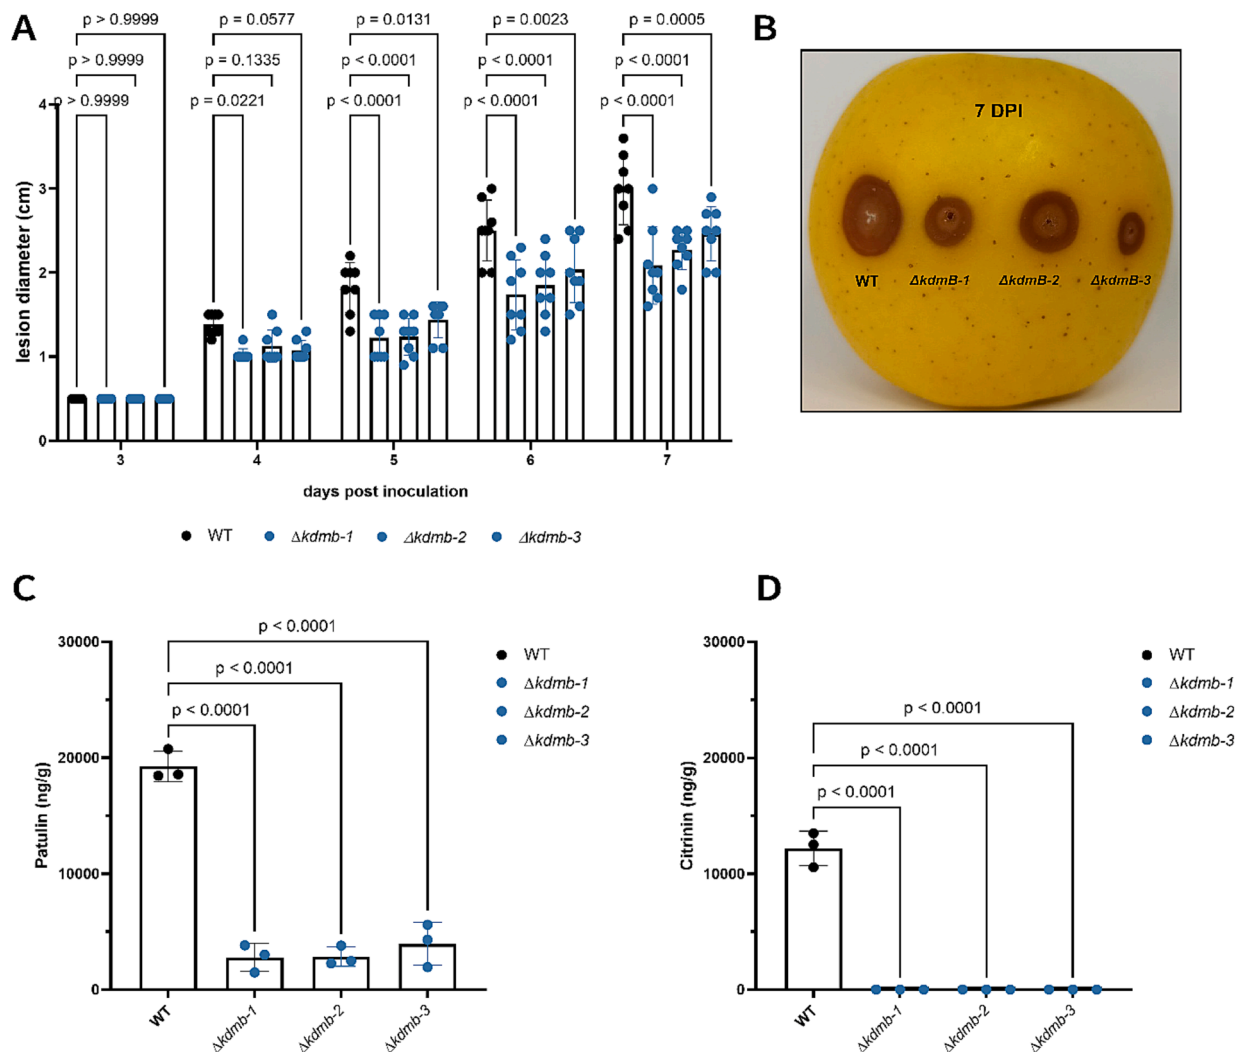 A
p > 0.9999 p = 0.0577 p = 0.0131 p = 0.0023 p = 0.0005
p > 0.9999 p = 0.1335 p < 0.0001 p < 0.0001 p < 0.0001
p > 0.9999 p = 0.0221 p < 0.0001 p < 0.0001 p < 0.0001
4
3
2
1
0
lesion diameter (cm)
3 4 5 6 7
days post inoculation
WT Δkdmb-1 Δkdmb-2 Δkdmb-3
B
7 DPI
WT ΔkdmB-1 ΔkdmB-2 ΔkdmB-3
C
p < 0.0001
p < 0.0001
p < 0.0001
30000
20000
10000
0
Patulin (ng/g)
WT Δkdmb-1 Δkdmb-2 Δkdmb-3
WT
Δkdmb-1
Δkdmb-2
Δkdmb-3
D
p < 0.0001
p < 0.0001
p < 0.0001
30000
20000
10000
0
Citrinin (ng/g)
WT Δkdmb-1 Δkdmb-2 Δkdmb-3
WT
Δkdmb-1
Δkdmb-2
Δkdmb-3